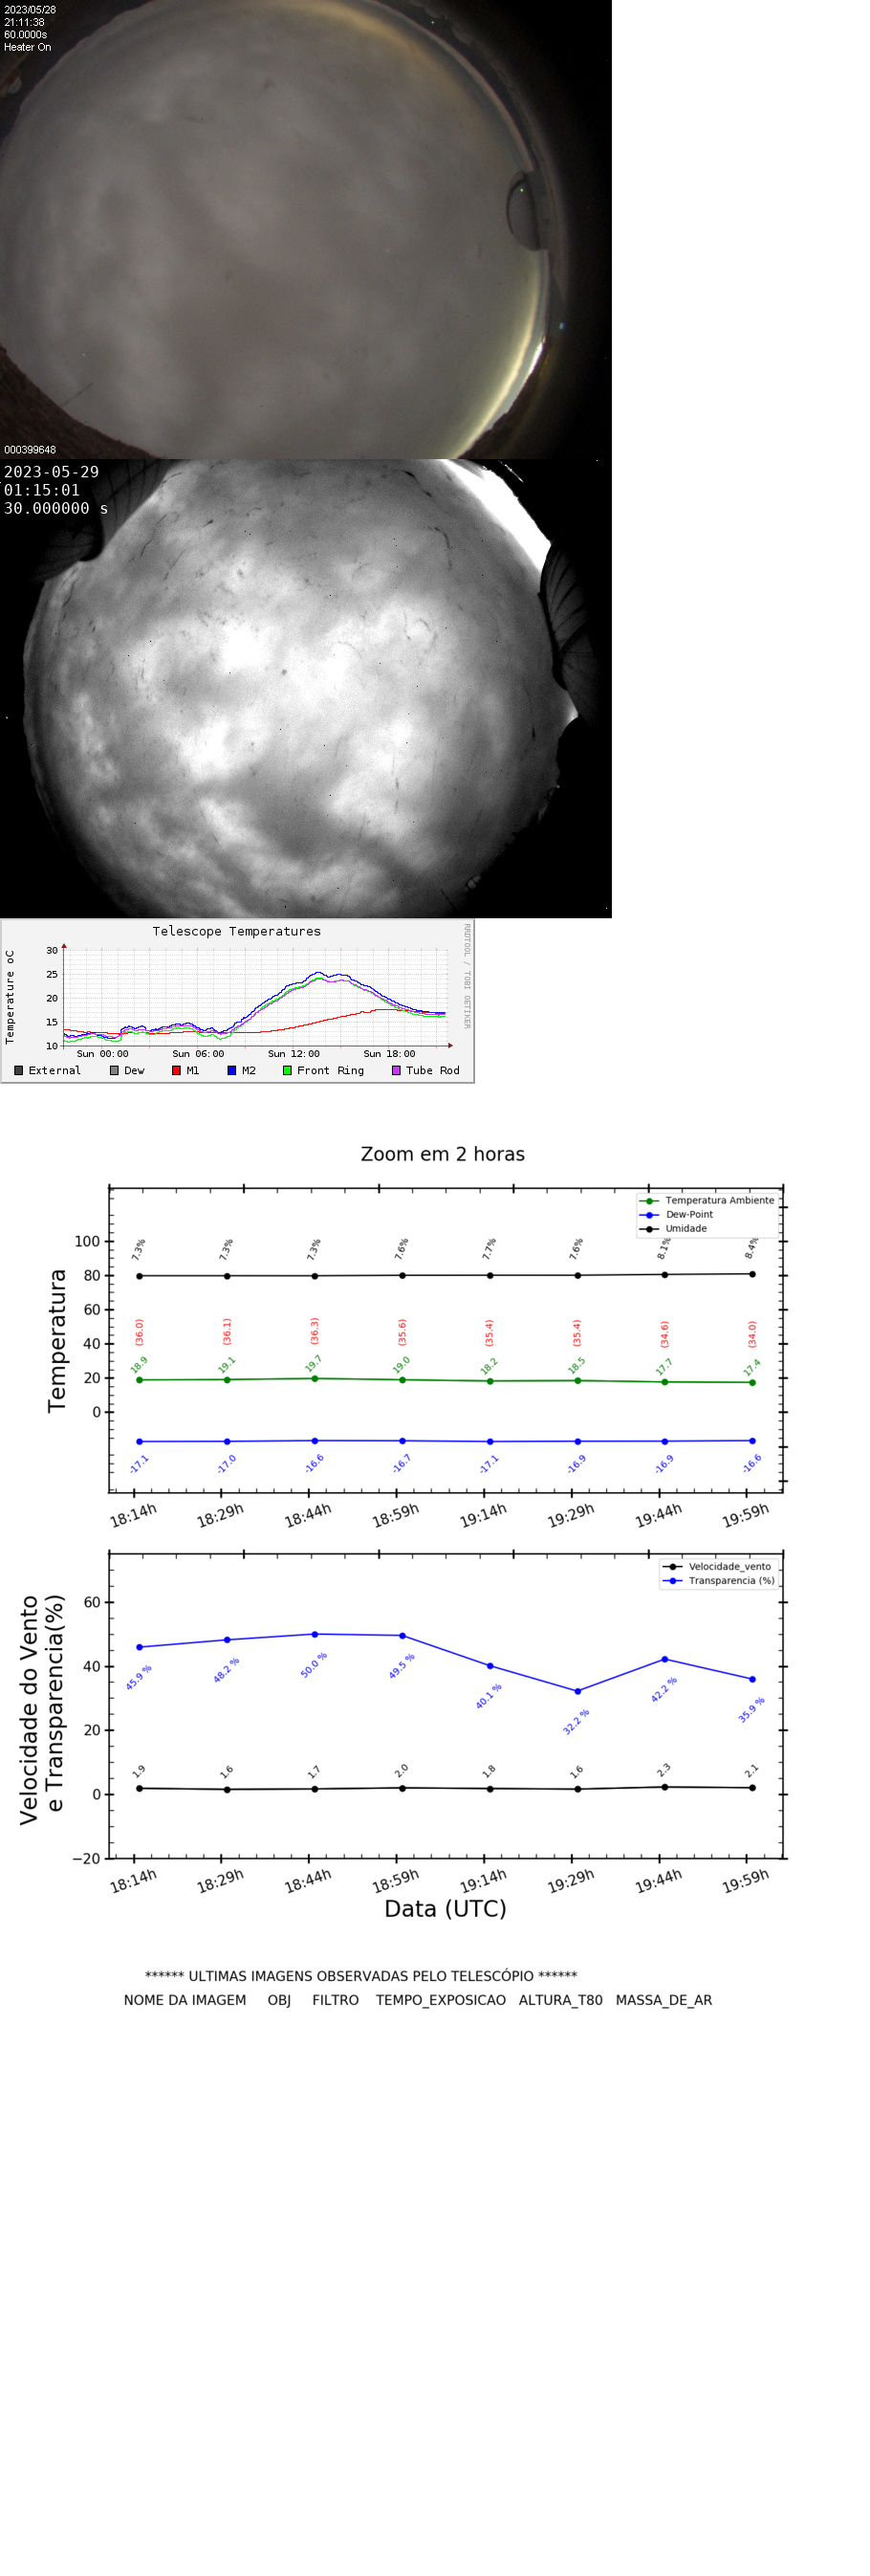 2023/05/28
21:11:38
60.0000s
Heater On
000399648
2023-05-29
01:15:01
30.000000 s
Telescope Temperatures
RRDTOOL / TOBI OETIKER
Temperature oC
30
25
20
15
10
Sun 00:00 Sun 06:00 Sun 12:00 Sun 18:00
External Dew M1 M2 Front Ring Tube Rod
Zoom em 2 horas
Temperatura Ambiente
Dew-Point
Umidade
Temperatura
100
80
60
40
20
0
7.3% 7.3% 7.3% 7.6% 7.7% 7.6% 8.1% 8.4%
(36.0) (36.1) (36.3) (35.6) (35.4) (35.4) (34.6) (34.0)
18.9 19.1 19.7 19.0 18.2 18.5 17.7 17.4
-17.1 -17.0 -16.6 -16.7 -17.1 -16.9 -16.9 -16.6
18:14h 18:29h 18:44h 18:59h 19:14h 19:29h 19:44h 19:59h
Velocidade_vento
Transparencia (%)
Velocidade do Vento
e Transparencia(%)
60
40
20
0
−20
45.9 % 48.2 % 50.0 % 49.5 % 40.1 % 32.2 % 42.2 % 35.9 %
1.9 1.6 1.7 2.0 1.8 1.6 2.3 2.1
18:14h 18:29h 18:44h 18:59h 19:14h 19:29h 19:44h 19:59h
Data (UTC)
****** ULTIMAS IMAGENS OBSERVADAS PELO TELESCÓPIO ******
NOME DA IMAGEM OBJ FILTRO TEMPO_EXPOSICAO ALTURA_T80 MASSA_DE_AR